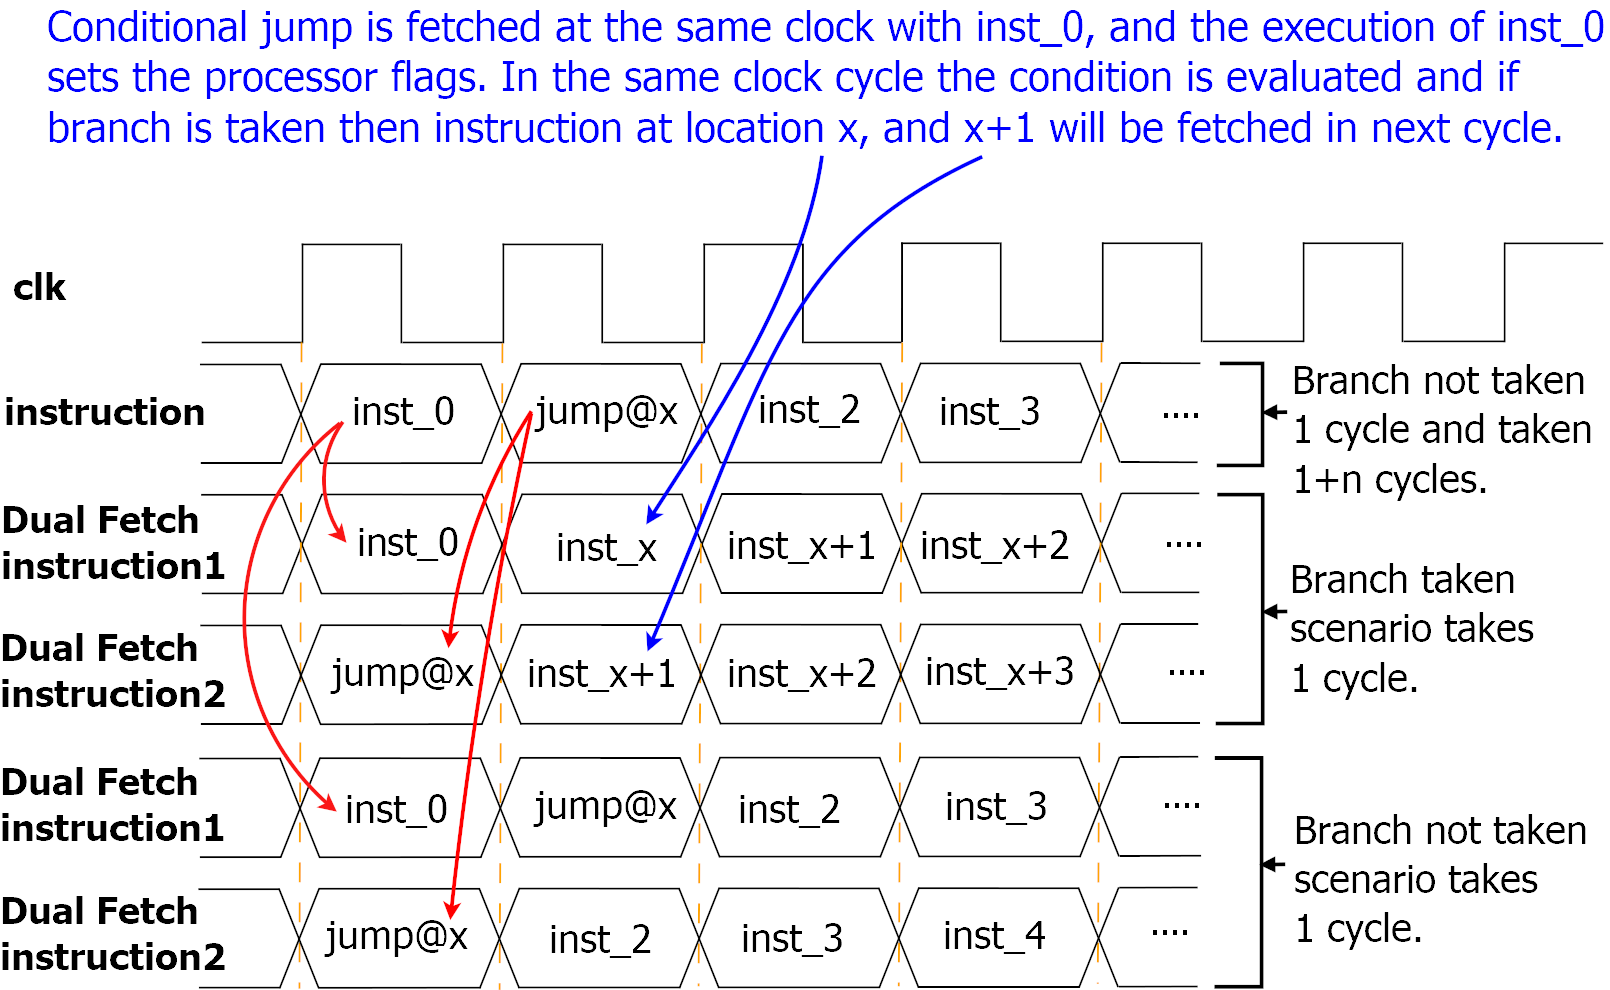 Conditional jump is fetched at the same clock with inst_0, and the execution of inst_0
sets the processor flags. In the same clock cycle the condition is evaluated and if
branch is taken then instruction at location x, and x+1 will be fetched in next cycle.
clk
instruction
inst_0
jump@x
inst_2
inst_3
....
Branch not taken
1 cycle and taken
1+n cycles.
Dual Fetch
instruction1
inst_0
inst_x
inst_x+1
inst_x+2
....
Dual Fetch
instruction2
jump@x
inst_x+1
inst_x+2
inst_x+3
....
Branch taken
scenario takes
1 cycle.
Dual Fetch
instruction1
inst_0
jump@x
inst_2
inst_3
....
Dual Fetch
instruction2
jump@x
inst_2
inst_3
inst_4
....
Branch not taken
scenario takes
1 cycle.